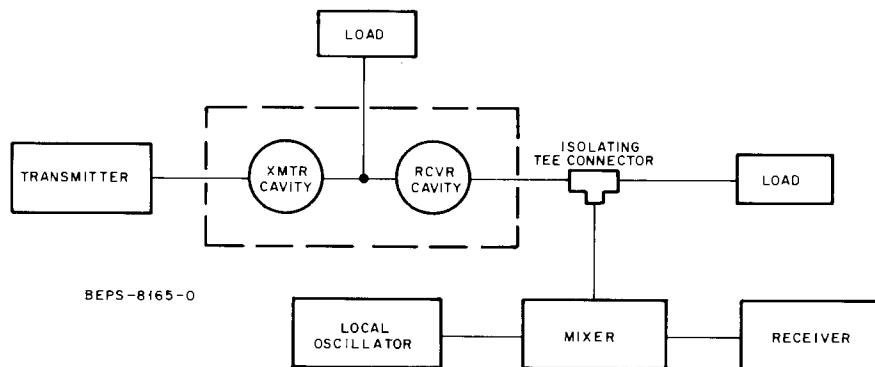 LOAD
TRANSMITTER
XMTR
CAVITY
RCVR
CAVITY
ISOLATING
TEE CONNECTOR
LOAD
BEPS-8165-0
LOCAL
OSCILLATOR
MIXER
RECEIVER